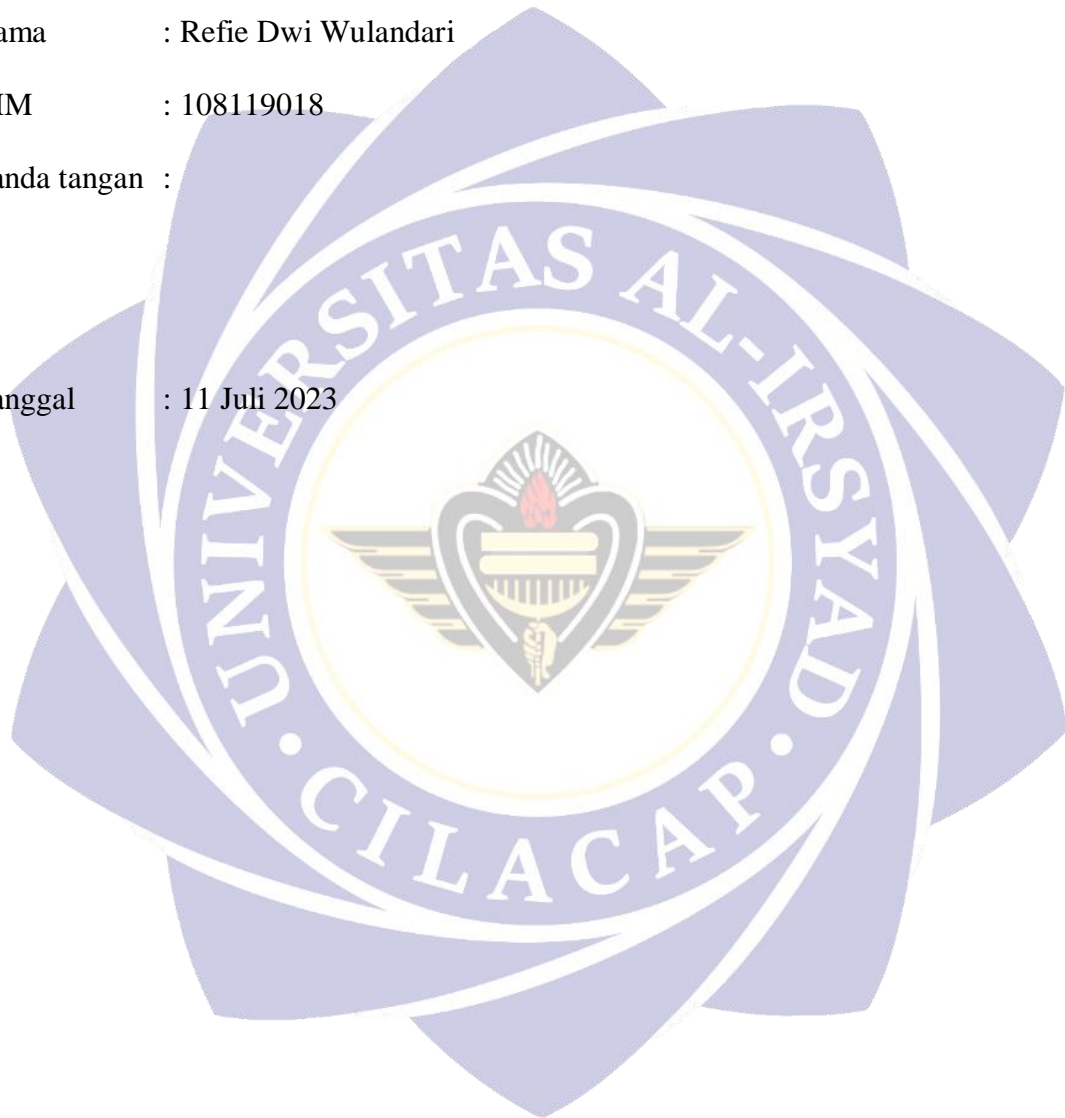 ama : Refie Dwi Wulandari
IM : 108119018
anda tangan :
anggal : 11 Juli 2023
UNIVERSITAS AL-IRSYAD
CILACAP